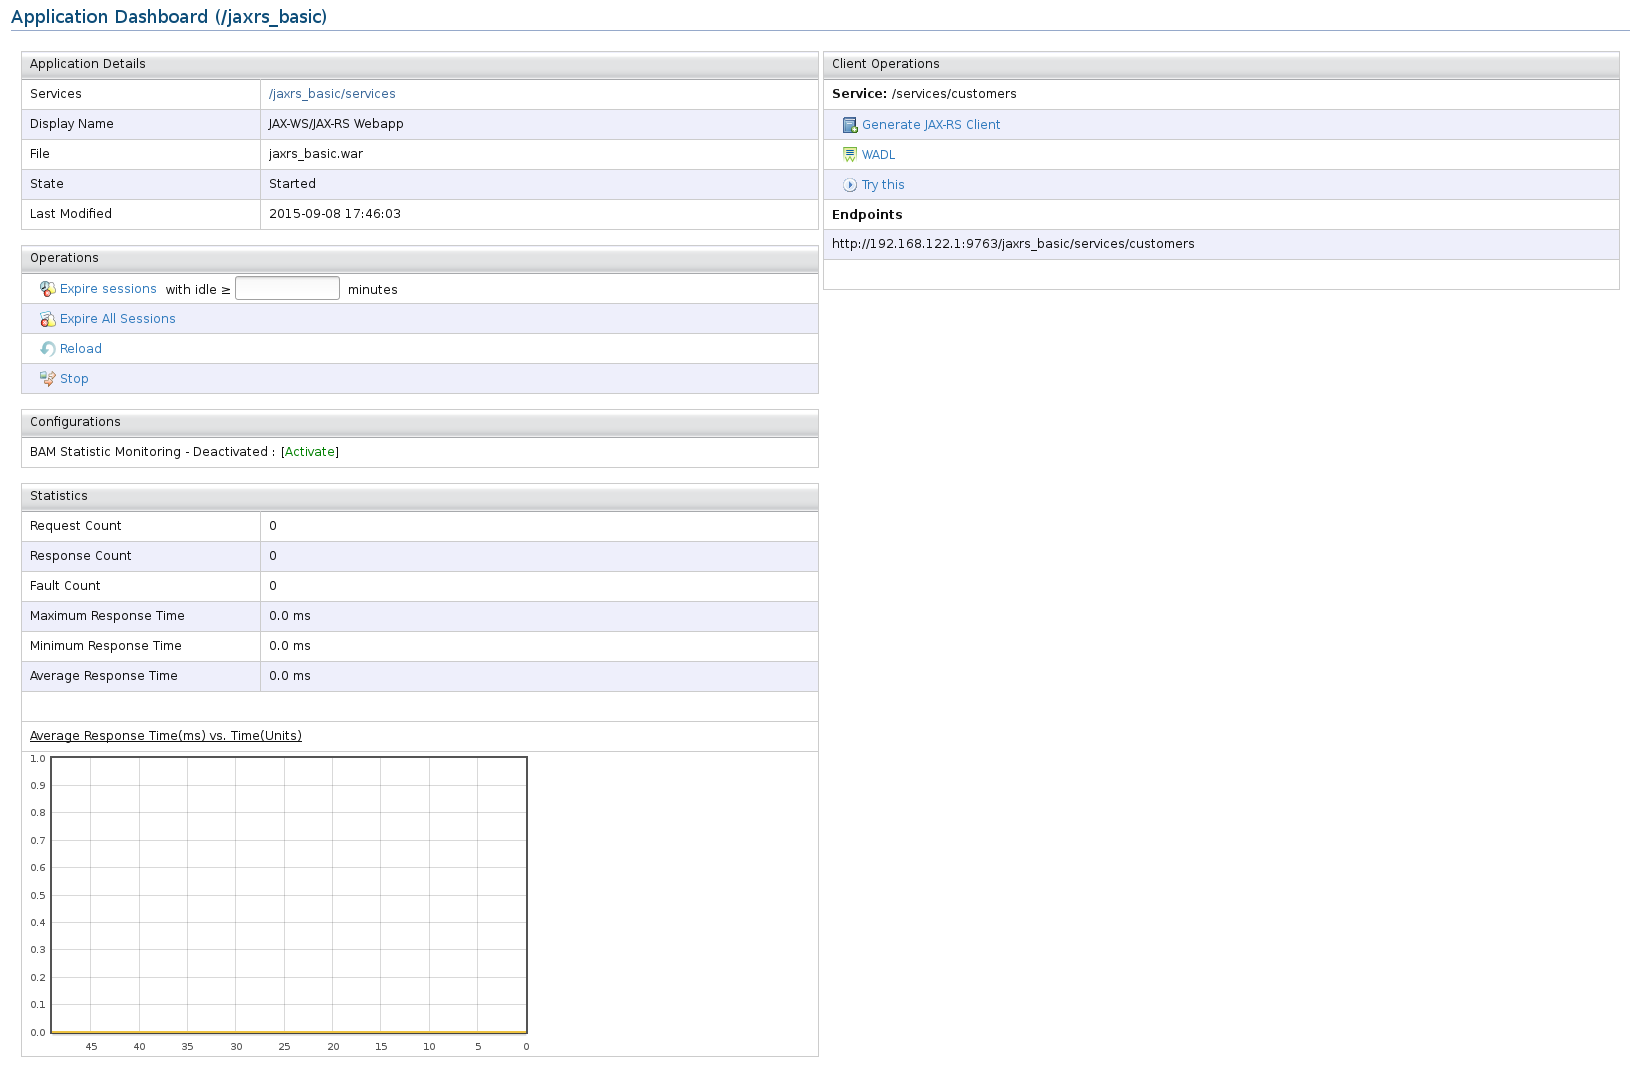 Application Dashboard (/jaxrs_basic)
Application Details
Services /jaxrs_basic/services
Display Name JAX-WS/JAX-RS Webapp
File jaxrs_basic.war
State Started
Last Modified 2015-09-08 17:46:03
Operations
Expire sessions with idle ≥ minutes
Expire All Sessions
Reload
Stop
Configurations
BAM Statistic Monitoring - Deactivated : [Activate]
Statistics
Request Count 0
Response Count 0
Fault Count 0
Maximum Response Time 0.0 ms
Minimum Response Time 0.0 ms
Average Response Time 0.0 ms
Average Response Time(ms) vs. Time(Units)
1.0
0.9
0.8
0.7
0.6
0.5
0.4
0.3
0.2
0.1
0.0
45 40 35 30 25 20 15 10 5 0
Client Operations
Service: /services/customers
Generate JAX-RS Client
WADL
Try this
Endpoints
http://192.168.122.1:9763/jaxrs_basic/services/customers